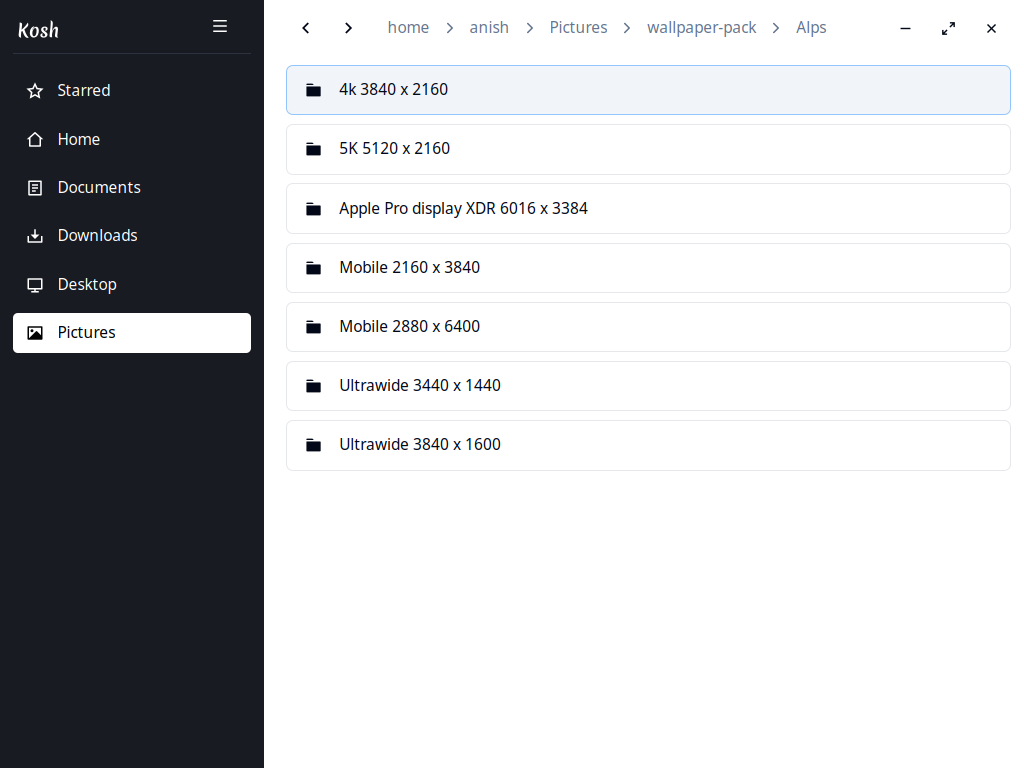 Kosh
Starred
Home
Documents
Downloads
Desktop
Pictures
home anish Pictures wallpaper-pack Alps
4k 3840 x 2160
5K 5120 x 2160
Apple Pro display XDR 6016 x 3384
Mobile 2160 x 3840
Mobile 2880 x 6400
Ultrawide 3440 x 1440
Ultrawide 3840 x 1600